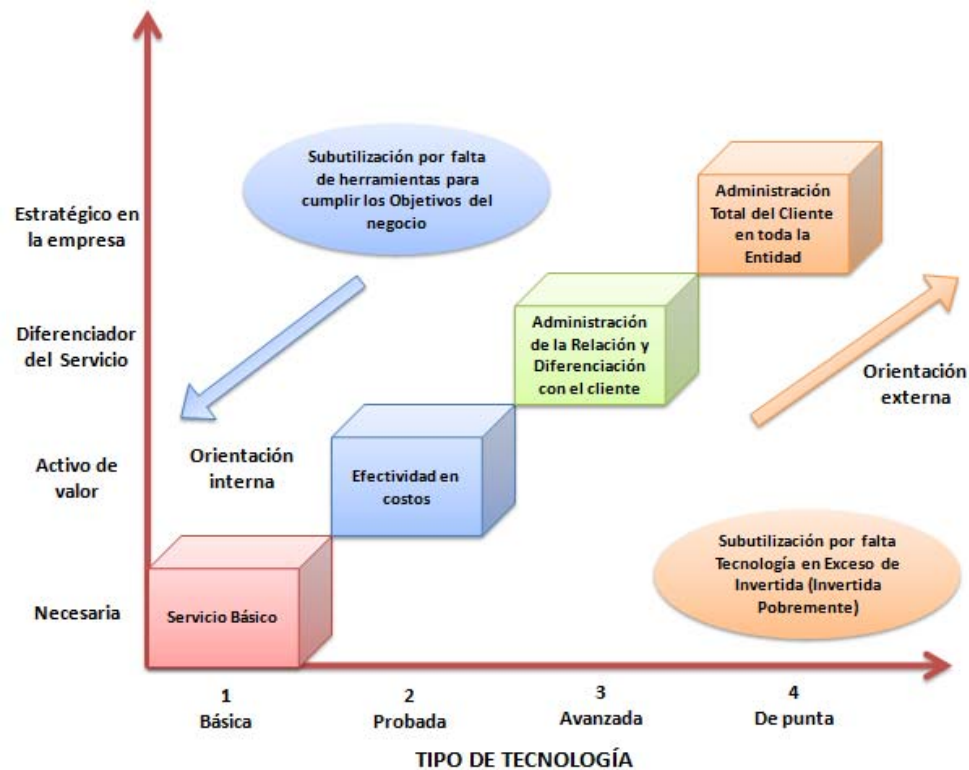 Subutilización por falta
de herramientas para
cumplir los Objetivos del
negocio
Estratégico en
la empresa
Administración
Total del Cliente
en toda la
Entidad
Diferenciador
del Servicio
Administración
de la Relación y
Diferenciación
con el cliente
Orientación
externa
Activo de
valor
Orientación
interna
Efectividad en
costos
Subutilización por falta
Tecnología en Exceso de
Invertida (Invertida
Pobremente)
Necesaria
Servicio Básico
1
Básica
2
Probada
3
Avanzada
4
De punta
TIPO DE TECNOLOGÍA